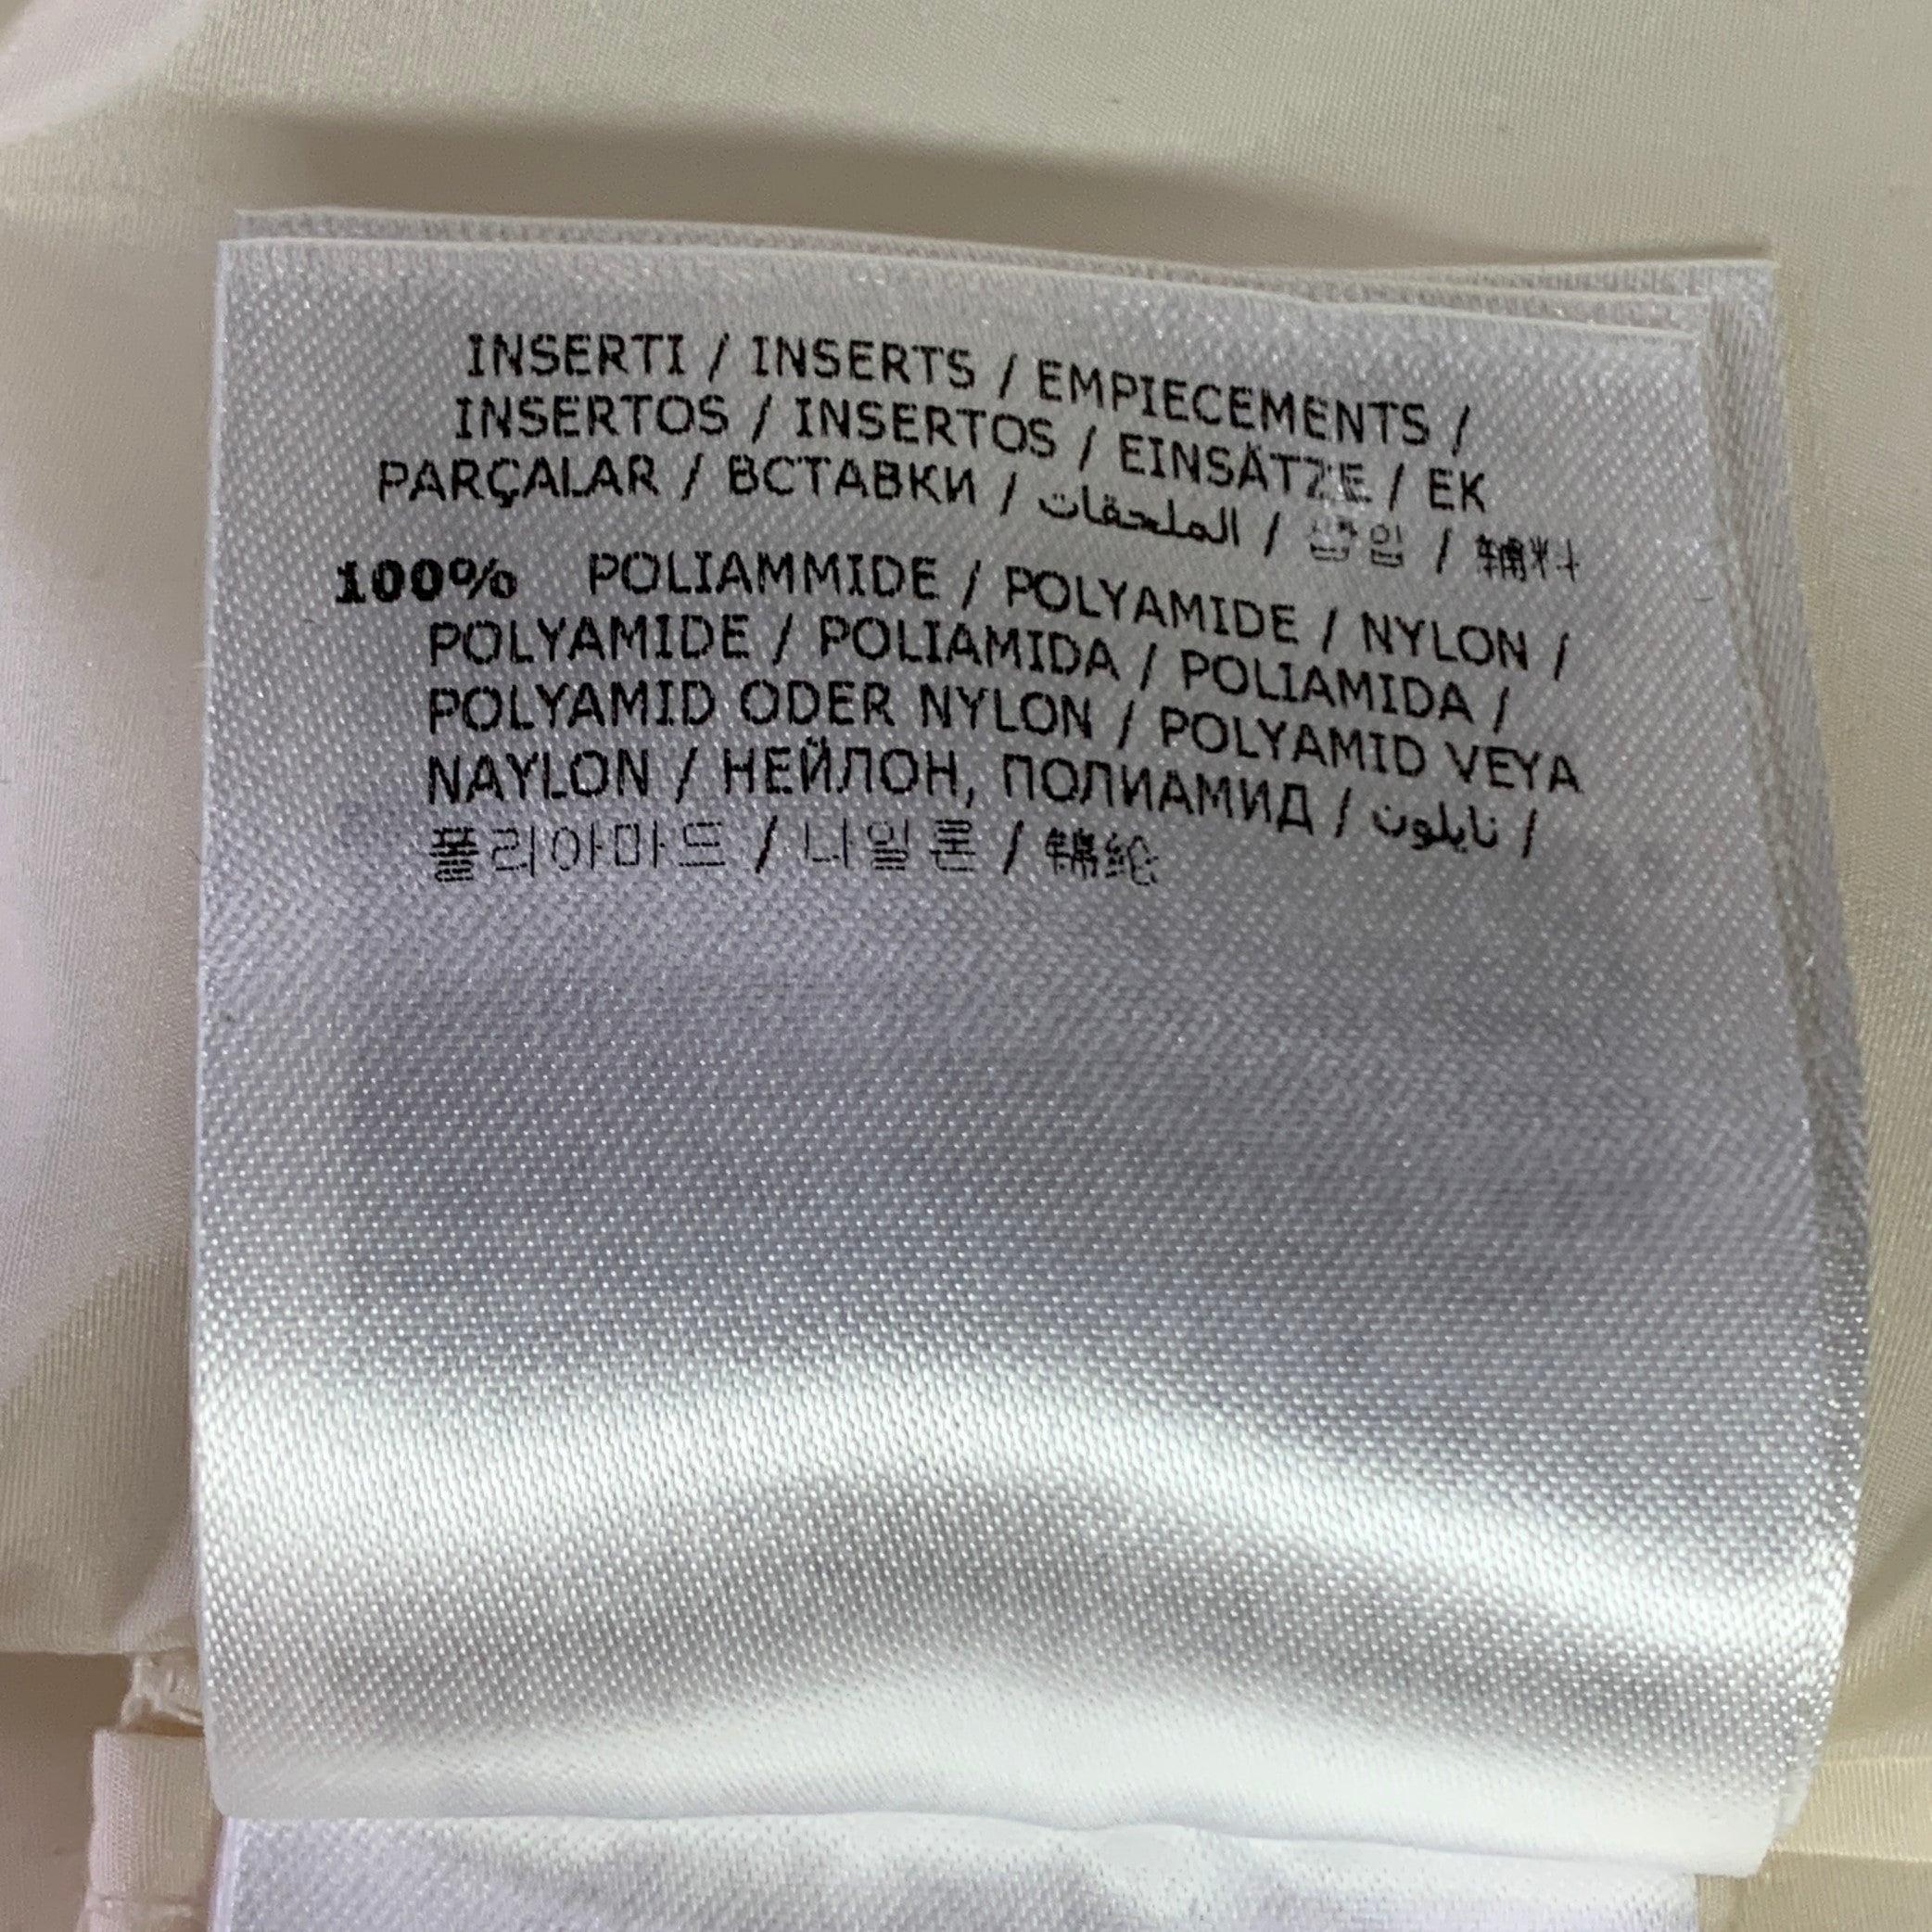 INSERTI / INSERTS / EMPIECEMENTS /
INSERTOS / INSERTOS / EINSÄTZE / EK
PARÇALAR / ВСТАВКИ / الملحقات / 삽입 / 辅料
100% POLIAMMIDE / POLYAMIDE / NYLON /
POLYAMIDE / POLIAMIDA / POLIAMIDA /
POLYAMID ODER NYLON / POLYAMID VEYA
NAYLON / НЕЙЛОН, ПОЛИАМИД / نايلون /
폴리아마드 / 나일론 / 锦纶